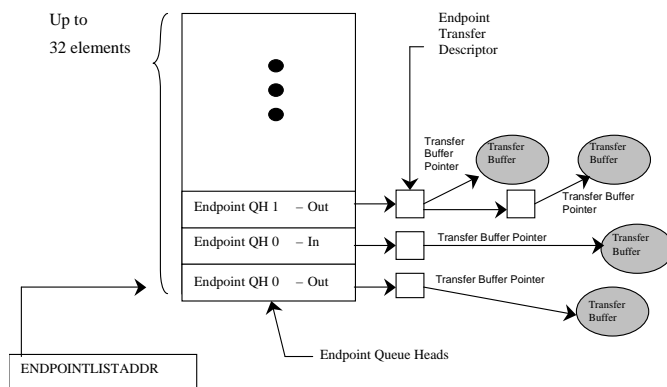 Up to
32 elements
Endpoint
Transfer
Descriptor
Transfer
Buffer
Pointer
Transfer
Buffer
Transfer
Buffer
Transfer Buffer
Pointer
Endpoint QH 1 – Out
Endpoint QH 0 – In
Transfer Buffer Pointer
Transfer
Buffer
Endpoint QH 0 – Out
Transfer Buffer Pointer
Transfer
Buffer
Endpoint Queue Heads
ENDPOINTLISTADDR